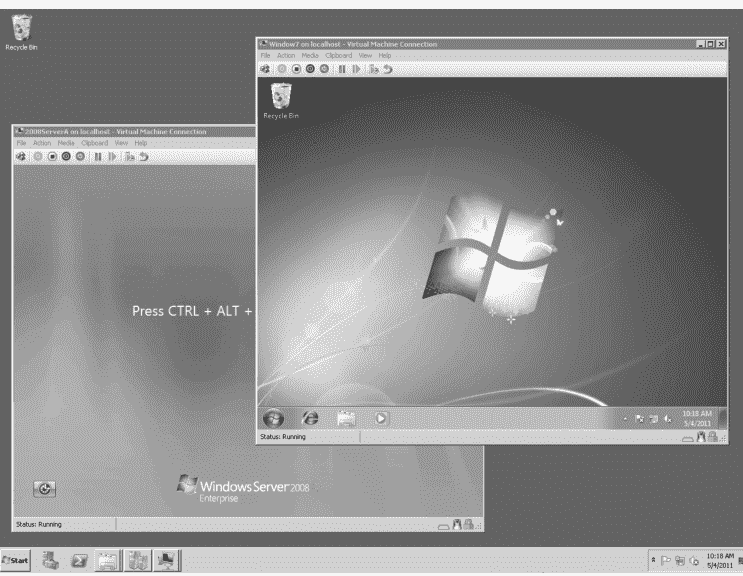 Recycle Bin
Window7 on localhost - Virtual Machine Connection
File Action Media Clipboard View Help
Recycle Bin
2008ServerA on localhost - Virtual Machine Connection
File Action Media Clipboard View Help
Press CTRL + ALT +
10:18 AM
5/4/2011
Status: Running
Windows Server 2008
Enterprise
Status: Running
Start
10:18 AM
5/4/2011